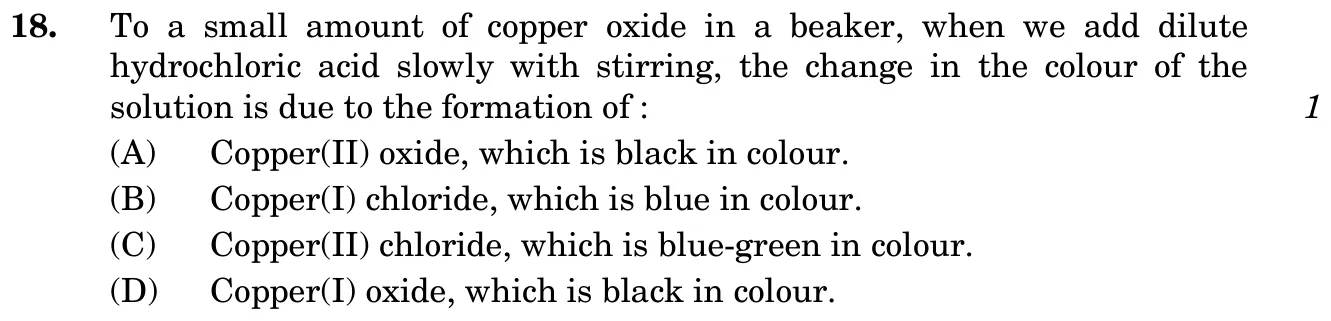 18. To a small amount of copper oxide in a beaker, when we add dilute
hydrochloric acid slowly with stirring, the change in the colour of the
solution is due to the formation of : 1
(A) Copper(II) oxide, which is black in colour.
(B) Copper(I) chloride, which is blue in colour.
(C) Copper(II) chloride, which is blue-green in colour.
(D) Copper(I) oxide, which is black in colour.